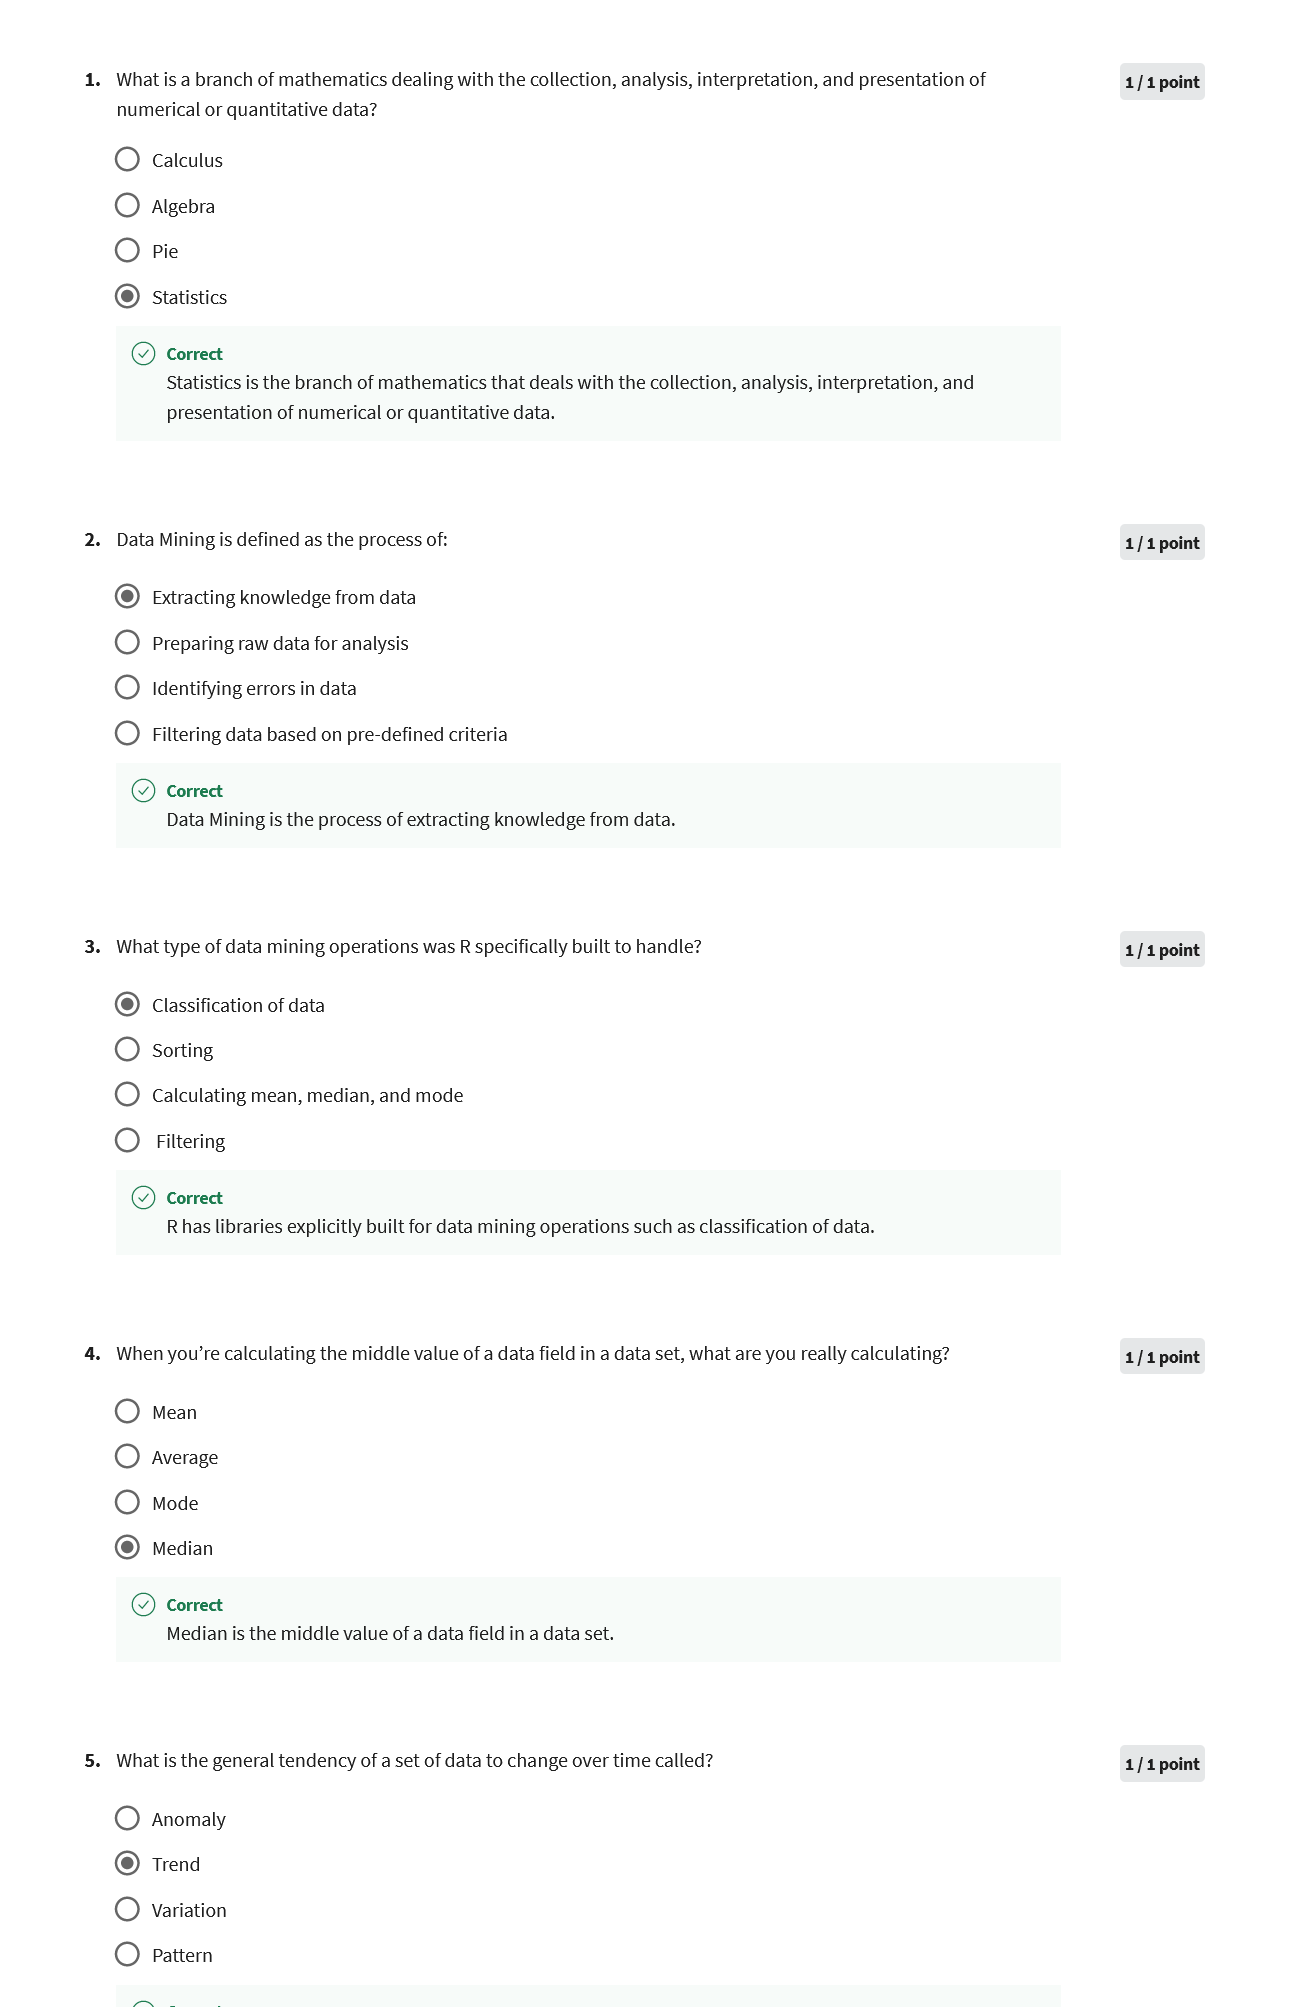 1. What is a branch of mathematics dealing with the collection, analysis, interpretation, and presentation of
numerical or quantitative data?
1 / 1 point
Calculus
Algebra
Pie
Statistics
Correct
Statistics is the branch of mathematics that deals with the collection, analysis, interpretation, and
presentation of numerical or quantitative data.
2. Data Mining is defined as the process of:
1 / 1 point
Extracting knowledge from data
Preparing raw data for analysis
Identifying errors in data
Filtering data based on pre-defined criteria
Correct
Data Mining is the process of extracting knowledge from data.
3. What type of data mining operations was R specifically built to handle?
1 / 1 point
Classification of data
Sorting
Calculating mean, median, and mode
Filtering
Correct
R has libraries explicitly built for data mining operations such as classification of data.
4. When you’re calculating the middle value of a data field in a data set, what are you really calculating?
1 / 1 point
Mean
Average
Mode
Median
Correct
Median is the middle value of a data field in a data set.
5. What is the general tendency of a set of data to change over time called?
1 / 1 point
Anomaly
Trend
Variation
Pattern